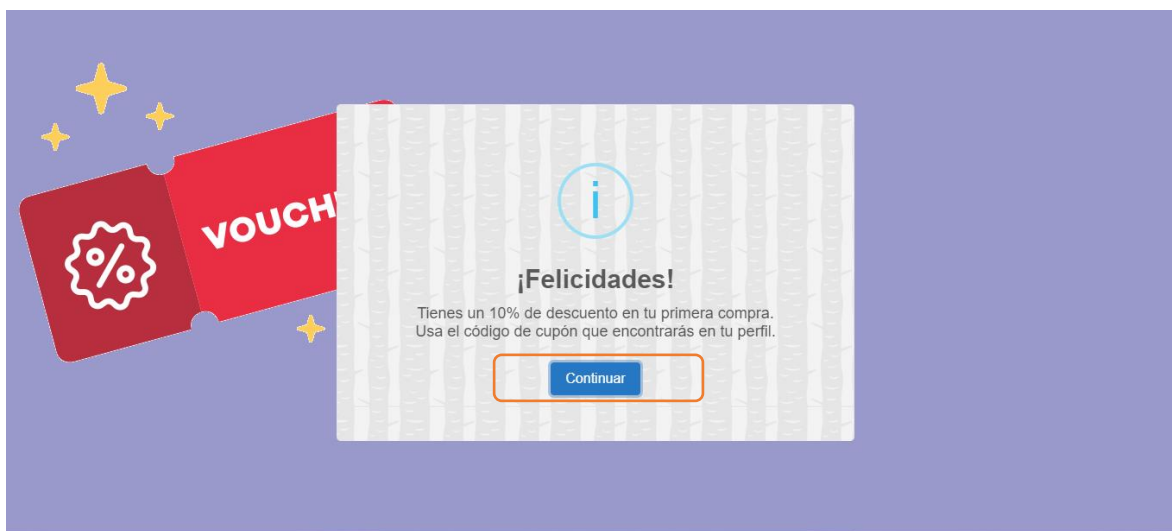 VOUCH
i
¡Felicidades!
Tienes un 10% de descuento en tu primera compra.
Usa el código de cupón que encontrarás en tu perfil.
Continuar